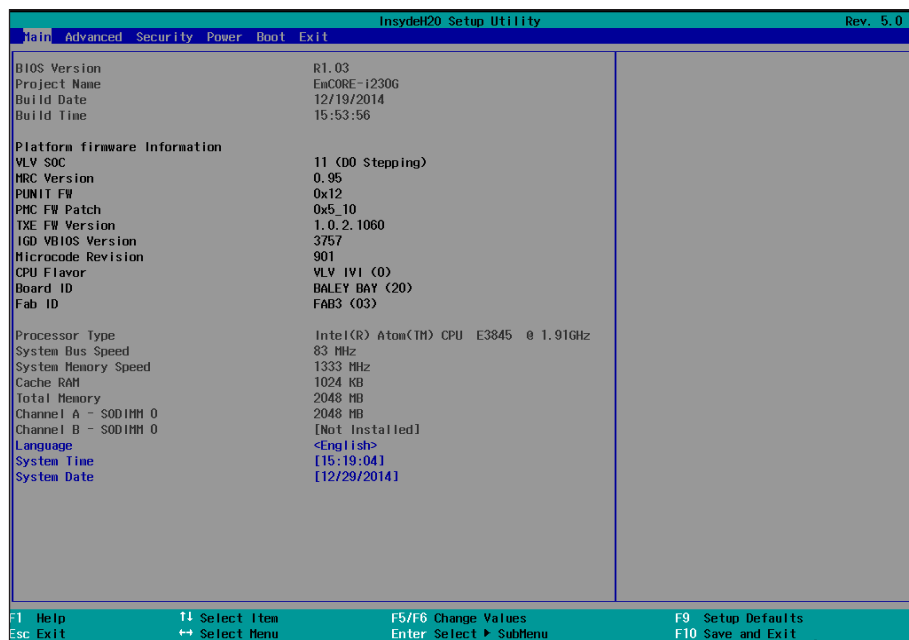 InsydeH20 Setup Utility Rev. 5.0
Main Advanced Security Power Boot Exit
BIOS Version R1.03
Project Name EmCORE-i230G
Build Date 12/19/2014
Build Time 15:53:56
Platform firmware Information
VLV SOC 11 (D0 Stepping)
MRC Version 0.95
PUNIT FW 0x12
PMC FW Patch 0x5_10
TXE FW Version 1.0.2.1060
IGD VBIOS Version 3757
Microcode Revision 901
CPU Flavor VLV IVI (0)
Board ID BALEY BAY (20)
Fab ID FAB3 (03)
Processor Type Intel(R) Atom(TM) CPU E3845 @ 1.91GHz
System Bus Speed 83 MHz
System Memory Speed 1333 MHz
Cache RAM 1024 KB
Total Memory 2048 MB
Channel A - SODIMM 0 2048 MB
Channel B - SODIMM 0 [Not Installed]
Language <English>
System Time [15:19:04]
System Date [12/29/2014]
F1 Help ↑↓ Select Item F5/F6 Change Values F9 Setup Defaults
Esc Exit ↔ Select Menu Enter Select ▶ SubMenu F10 Save and Exit